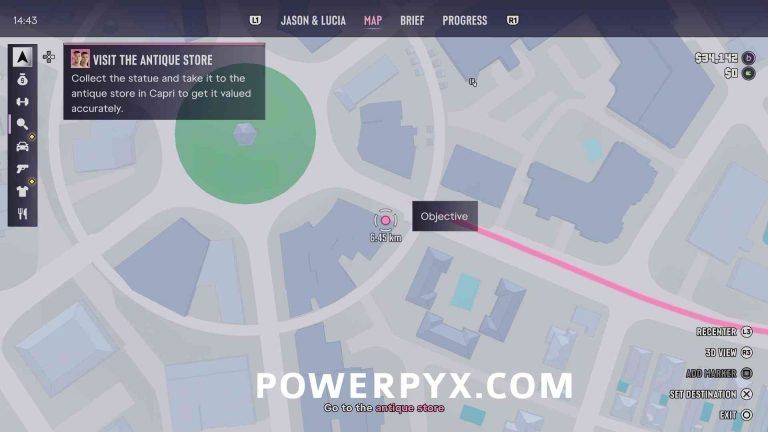 14:43
L1 JASON & LUCIA MAP BRIEF PROGRESS R1
VISIT THE ANTIQUE STORE
Collect the statue and take it to the
antique store in Capri to get it valued
accurately.
$34,142
$0
Objective
6.45 km
RECENTER L3
3D VIEW R3
ADD MARKER
SET DESTINATION
EXIT
POWERPYX.COM
Go to the antique store